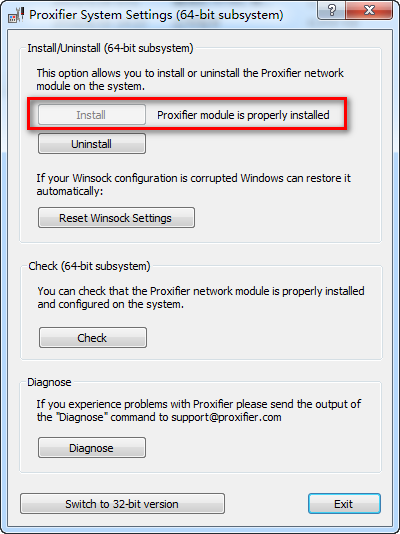 Proxifier System Settings (64-bit subsystem)
Install/Uninstall (64-bit subsystem)
This option allows you to install or uninstall the Proxifier network
module on the system.
Install Proxifier module is properly installed
Uninstall
If your Winsock configuration is corrupted Windows can restore it
automatically:
Reset Winsock Settings
Check (64-bit subsystem)
You can check that the Proxifier network module is properly installed
and configured on the system.
Check
Diagnose
If you experience problems with Proxifier please send the output of
the "Diagnose" command to support@proxifier.com
Diagnose
Switch to 32-bit version Exit